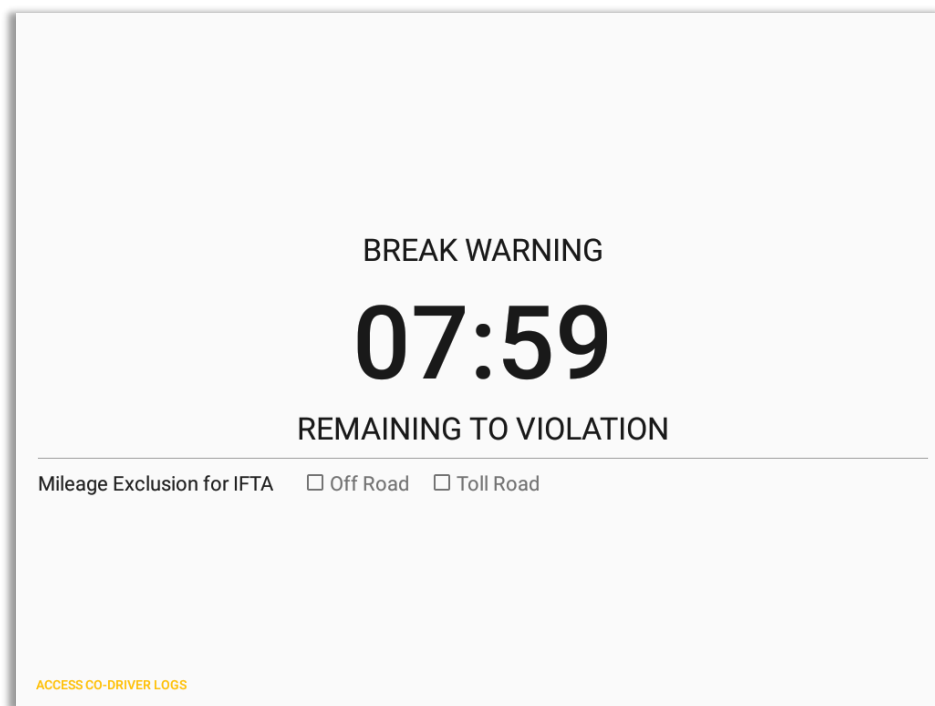 BREAK WARNING
07:59
REMAINING TO VIOLATION
Mileage Exclusion for IFTA Off Road Toll Road
ACCESS CO-DRIVER LOGS